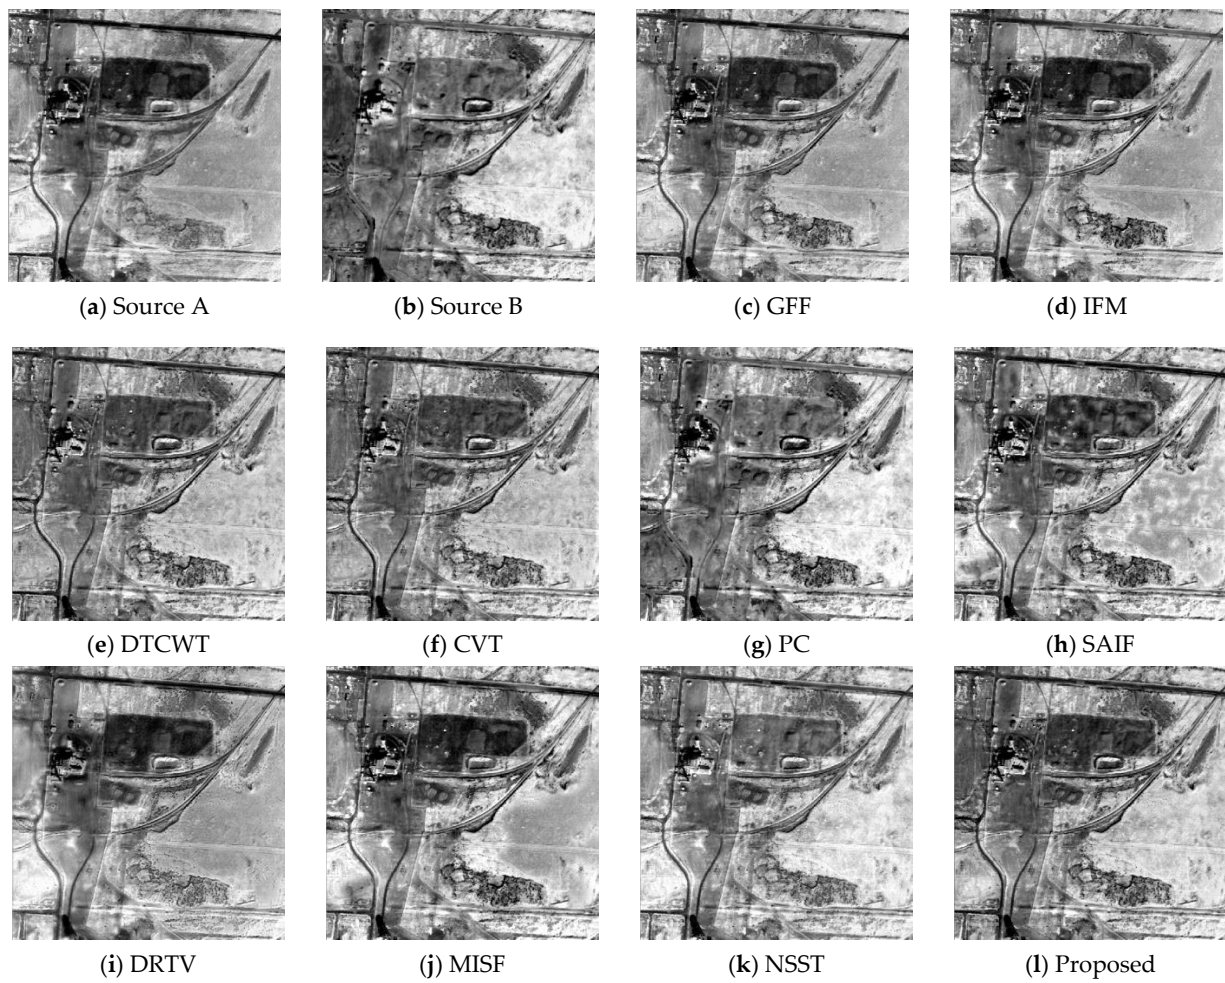 (a) Source A
(b) Source B
(c) GFF
(d) IFM
(e) DTCWT
(f) CVT
(g) PC
(h) SAIF
(i) DRTV
(j) MISF
(k) NSST
(l) Proposed